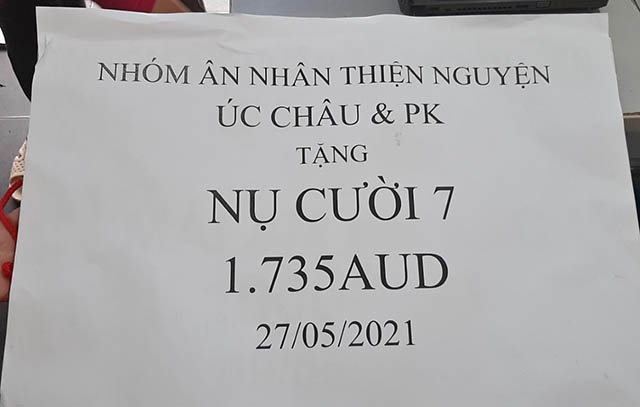 NHÓM ÂN NHÂN THIỆN NGUYỆN
ÚC CHÂU & PK
TẶNG
NỤ CƯỜI 7
1.735AUD
27/05/2021